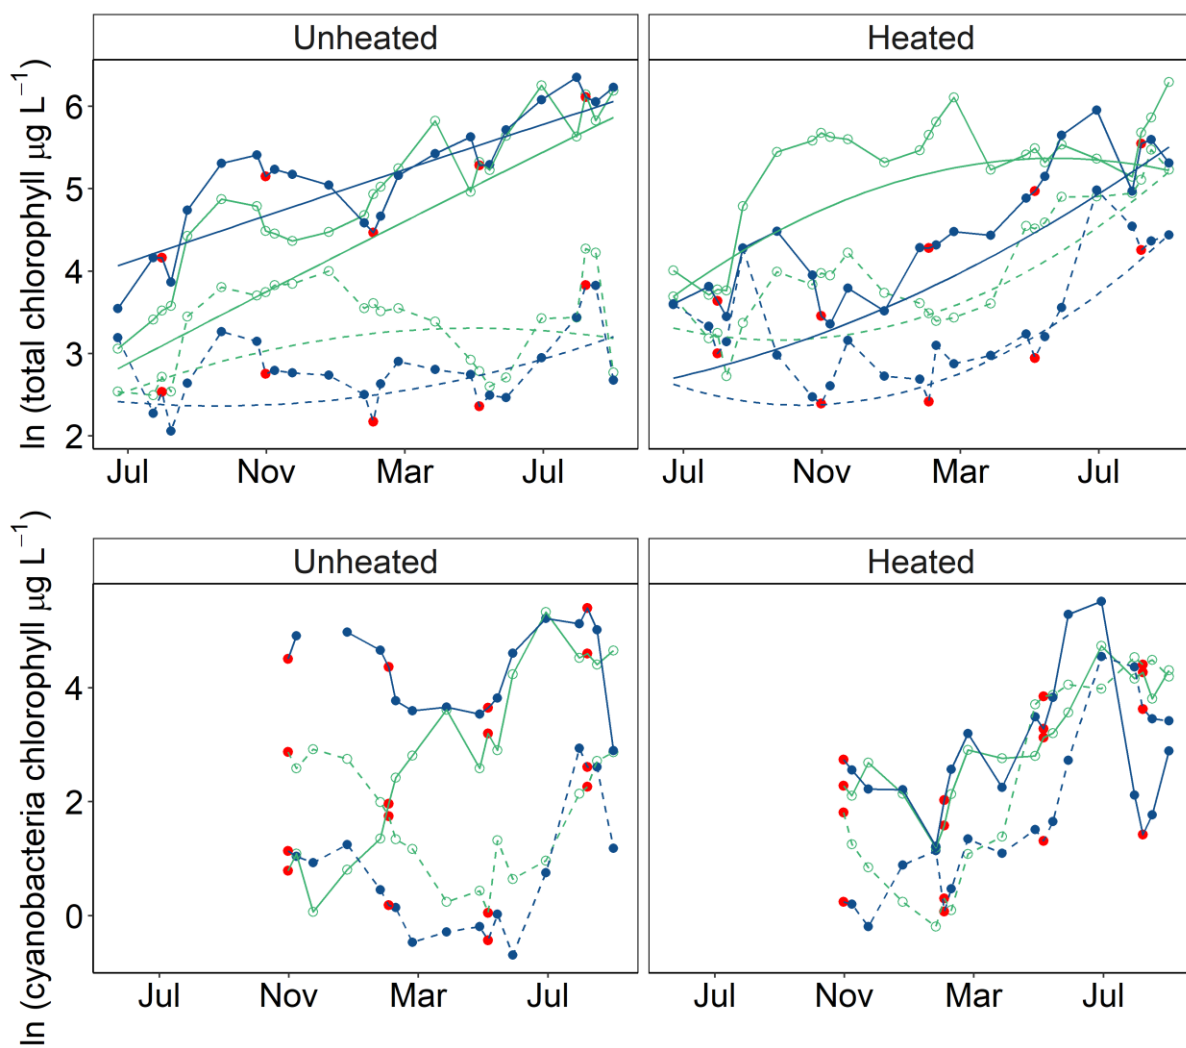 Unheated Heated
ln (total chlorophyll μg L⁻¹)
6
5
4
3
2
Jul Nov Mar Jul Jul Nov Mar Jul
Unheated Heated
ln (cyanobacteria chlorophyll μg L⁻¹)
4
2
0
Jul Nov Mar Jul Jul Nov Mar Jul